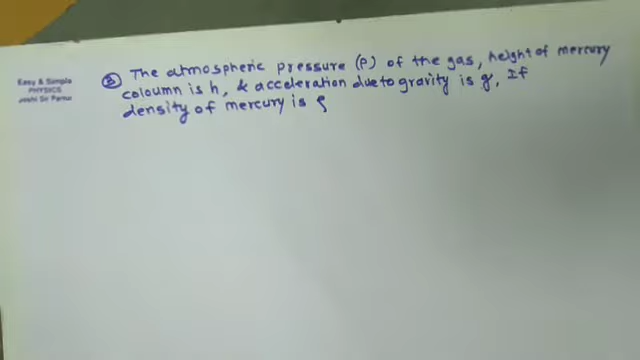 Easy & Simple
PHYSICS
Joshi Sir Parnu
③ The atmospheric pressure (P) of the gas, height of mercury
coloumn is h, & acceleration due to gravity is g, If
density of mercury is ρ